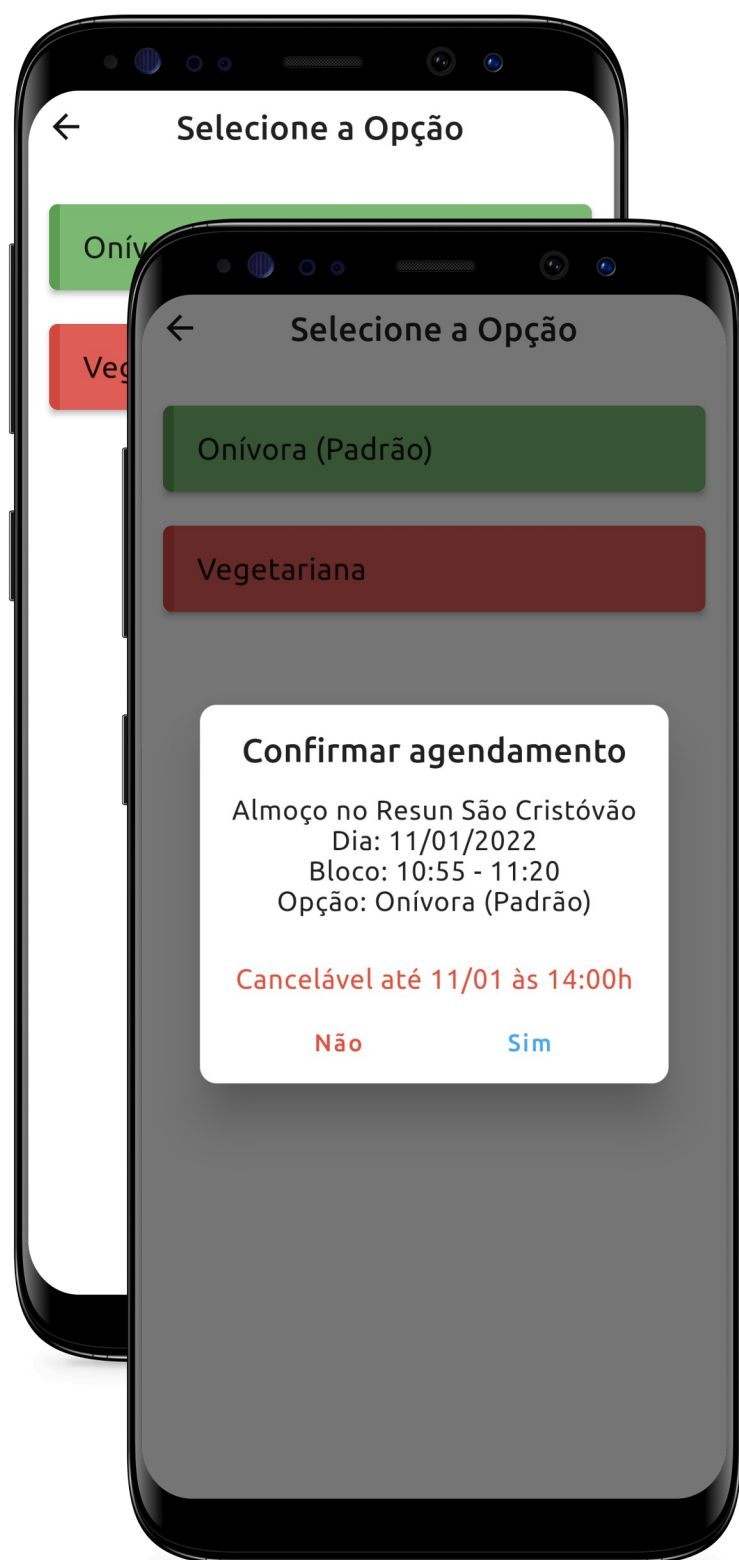 Selecione a Opção
Onív
Veg
Selecione a Opção
Onívora (Padrão)
Vegetariana
Confirmar agendamento
Almoço no Resun São Cristóvão
Dia: 11/01/2022
Bloco: 10:55 - 11:20
Opção: Onívora (Padrão)
Cancelável até 11/01 às 14:00h
Não Sim